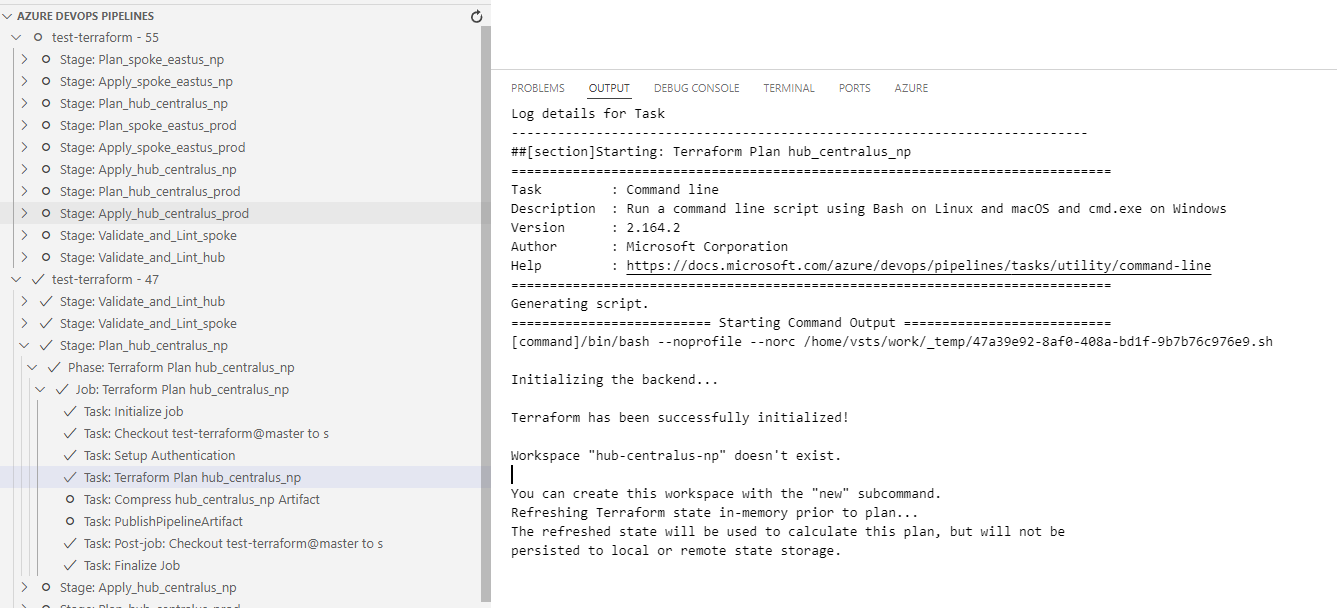 AZURE DEVOPS PIPELINES
test-terraform - 55
Stage: Plan_spoke_eastus_np
Stage: Apply_spoke_eastus_np
Stage: Plan_hub_centralus_np
Stage: Plan_spoke_eastus_prod
Stage: Apply_spoke_eastus_prod
Stage: Apply_hub_centralus_np
Stage: Plan_hub_centralus_prod
Stage: Apply_hub_centralus_prod
Stage: Validate_and_Lint_spoke
Stage: Validate_and_Lint_hub
test-terraform - 47
Stage: Validate_and_Lint_hub
Stage: Validate_and_Lint_spoke
Stage: Plan_hub_centralus_np
Phase: Terraform Plan hub_centralus_np
Job: Terraform Plan hub_centralus_np
Task: Initialize job
Task: Checkout test-terraform@master to s
Task: Setup Authentication
Task: Terraform Plan hub_centralus_np
Task: Compress hub_centralus_np Artifact
Task: PublishPipelineArtifact
Task: Post-job: Checkout test-terraform@master to s
Task: Finalize Job
Stage: Apply_hub_centralus_np
Stage: Plan_hub_centralus_prod
PROBLEMS OUTPUT DEBUG CONSOLE TERMINAL PORTS AZURE
Log details for Task
---------------------------------------------------------------------------
##[section]Starting: Terraform Plan hub_centralus_np
==============================================================================
Task         : Command line
Description  : Run a command line script using Bash on Linux and macOS and cmd.exe on Windows
Version      : 2.164.2
Author       : Microsoft Corporation
Help         : https://docs.microsoft.com/azure/devops/pipelines/tasks/utility/command-line
==============================================================================
Generating script.
========================== Starting Command Output ===========================
[command]/bin/bash --noprofile --norc /home/vsts/work/_temp/47a39e92-8af0-408a-bd1f-9b7b76c976e9.sh
Initializing the backend...
Terraform has been successfully initialized!
Workspace "hub-centralus-np" doesn't exist.
You can create this workspace with the "new" subcommand.
Refreshing Terraform state in-memory prior to plan...
The refreshed state will be used to calculate this plan, but will not be
persisted to local or remote state storage.